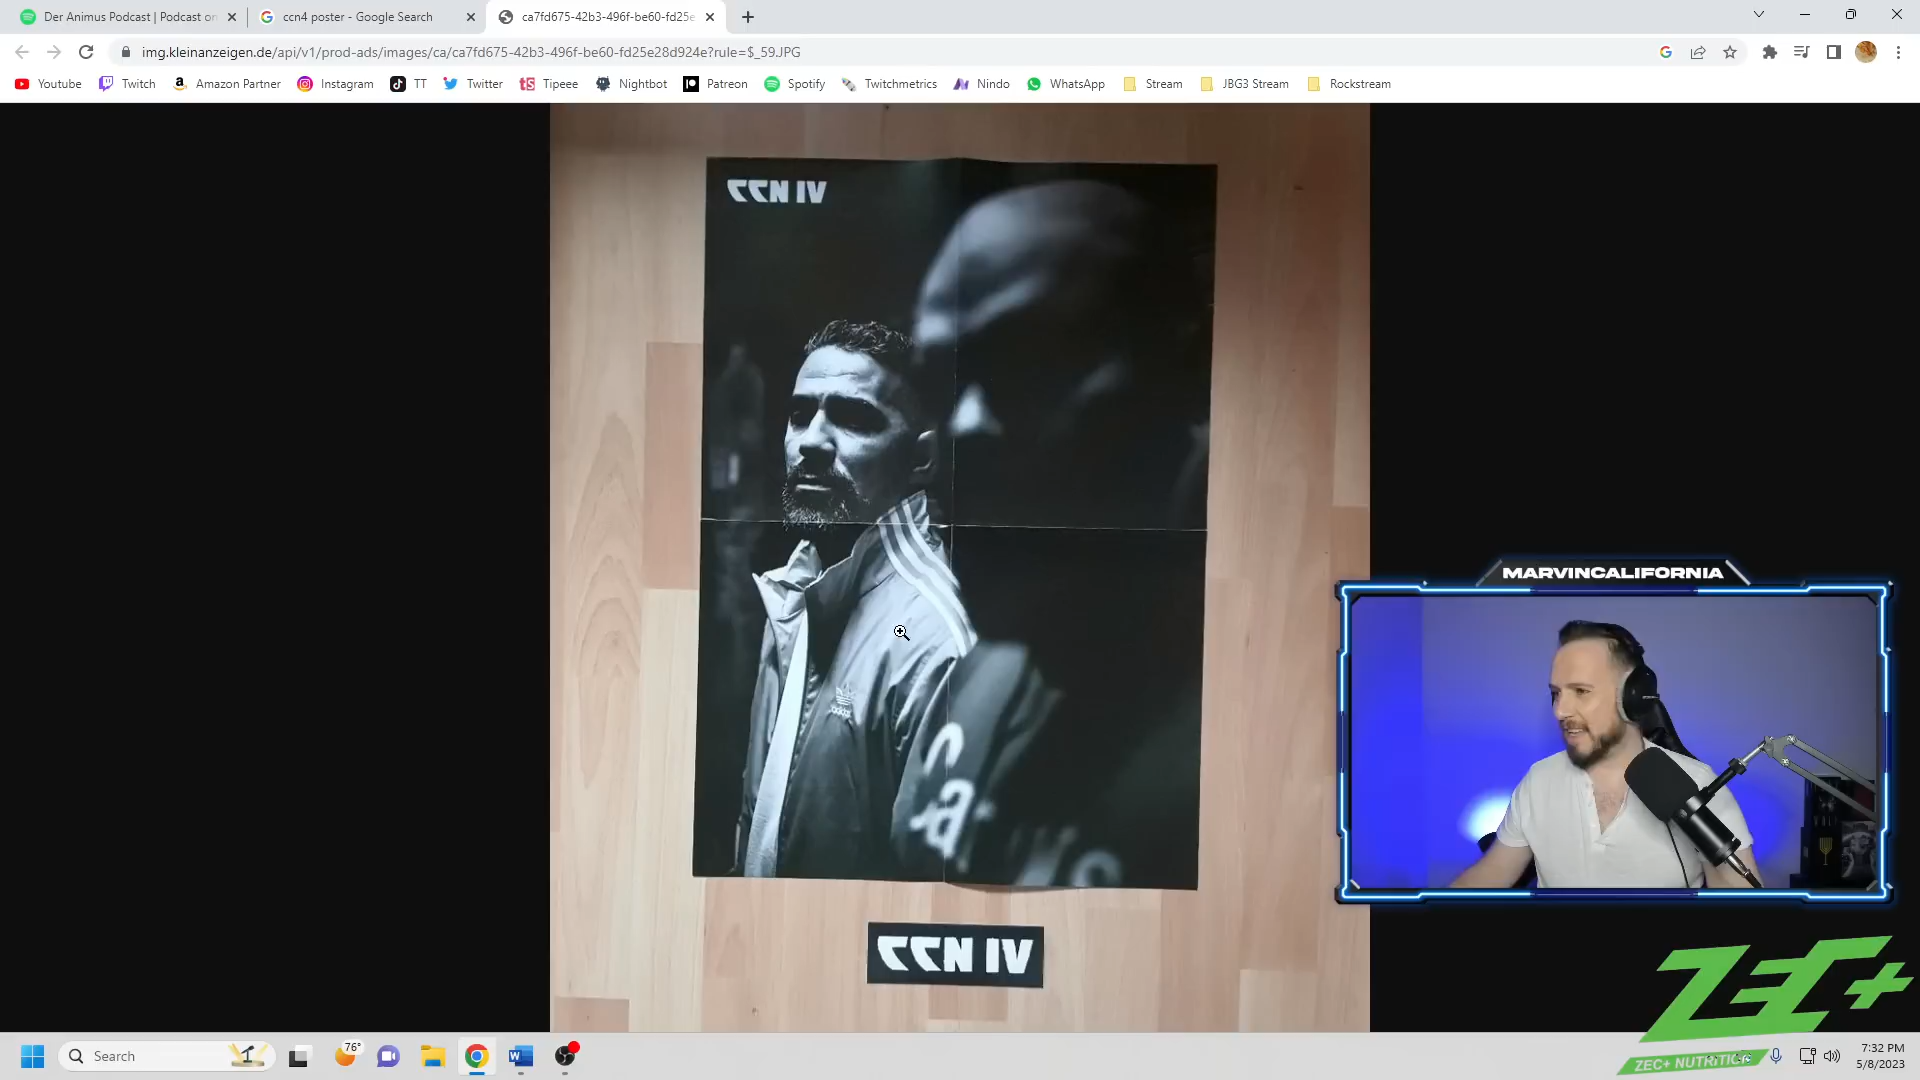 Der Animus Podcast | Podcast on
ccn4 poster - Google Search
ca7fd675-42b3-496f-be60-fd25e
img.kleinanzeigen.de/api/v1/prod-ads/images/ca/ca7fd675-42b3-496f-be60-fd25e28d924e?rule=$_59.JPG
Youtube
Twitch
Amazon Partner
Instagram
TT
Twitter
Tipeee
Nightbot
Patreon
Spotify
Twitchmetrics
Nindo
WhatsApp
Stream
JBG3 Stream
Rockstream
CCN IV
adidas
MARVINCALIFORNIA
CCN IV
ZEC+
ZEC+ NUTRITION
Search
76°
7:32 PM
5/8/2023